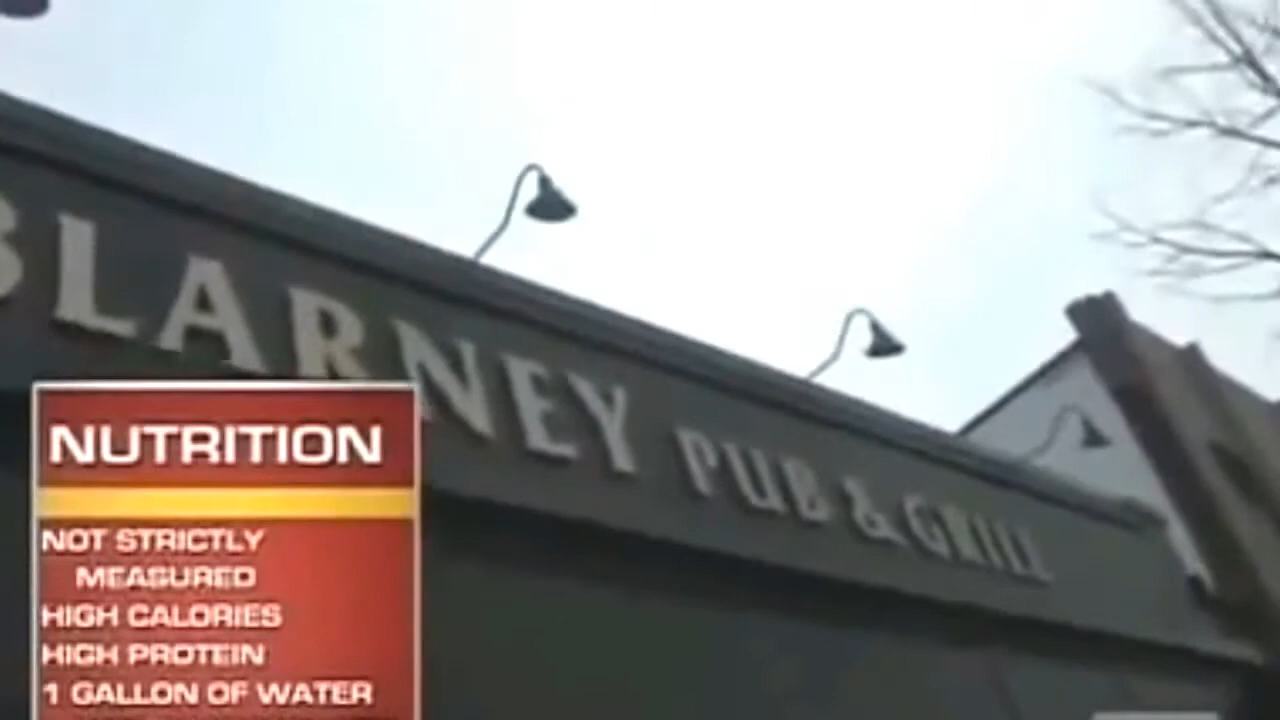 BLARNEY PUB & GRILL
NUTRITION
NOT STRICTLY
MEASURED
HIGH CALORIES
HIGH PROTEIN
1 GALLON OF WATER